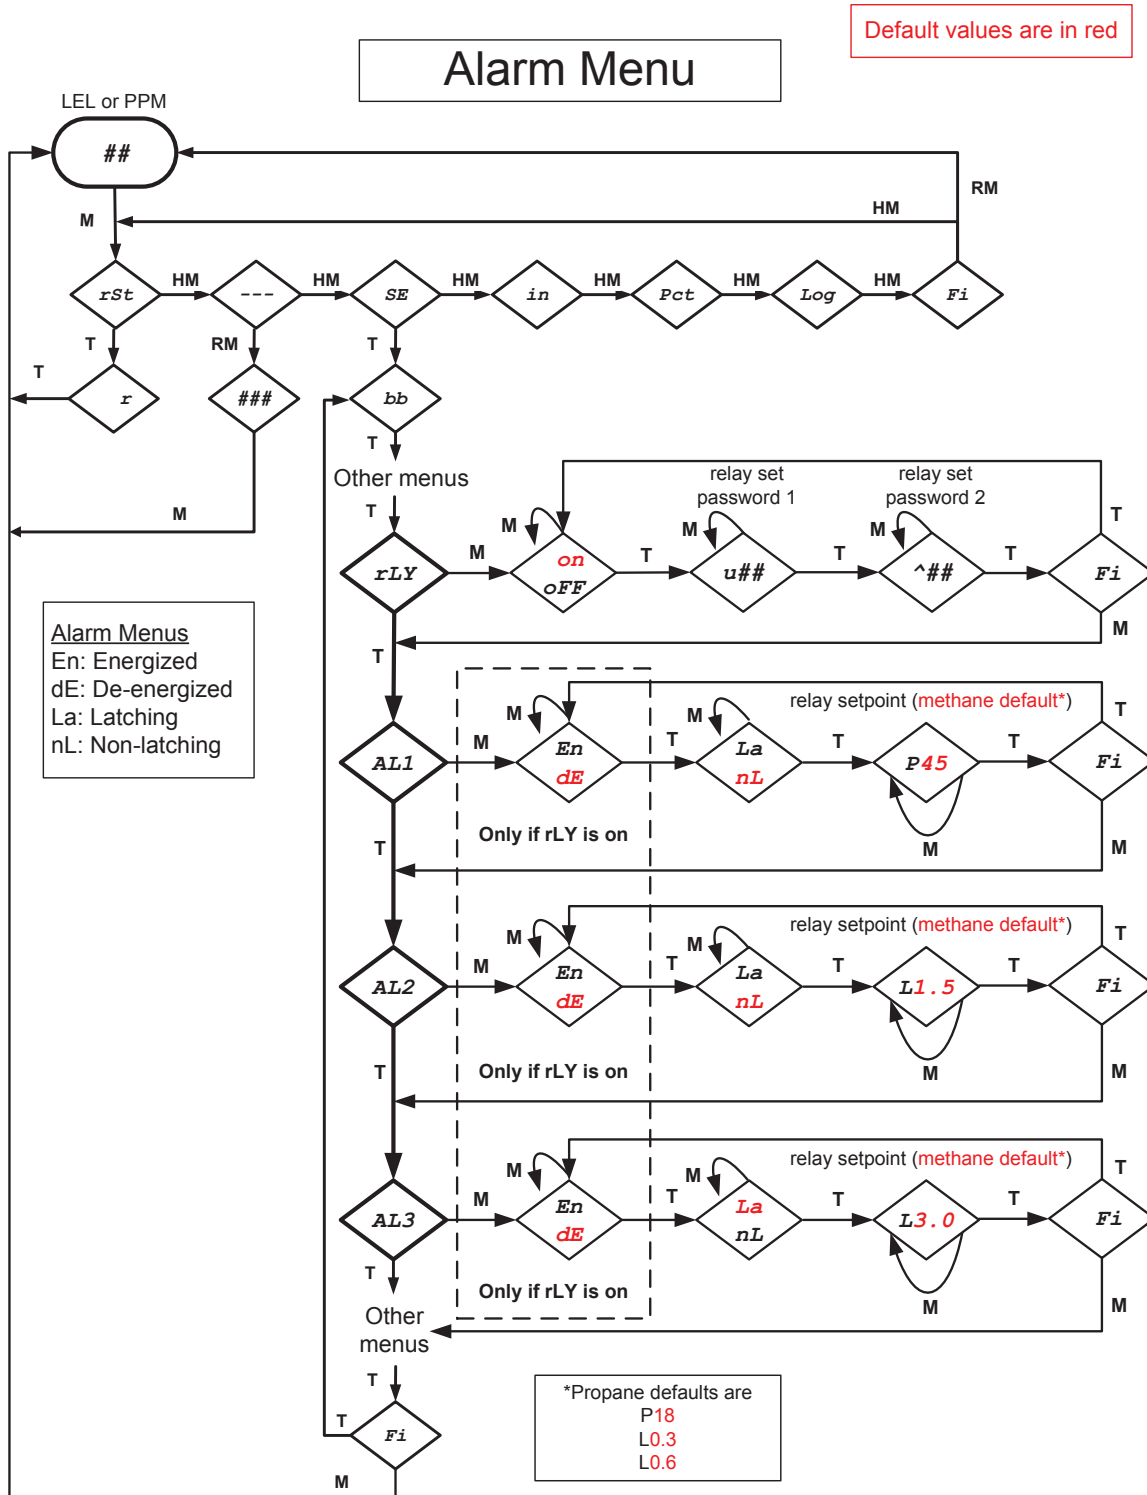 Default values are in red
Alarm Menu
LEL or PPM
##
RM
M
HM
rSt
HM
---
HM
SE
HM
in
HM
Pct
HM
Log
HM
Fi
T
RM
T
T
r
###
bb
T
Other menus
M
T
relay set
password 1
relay set
password 2
T
M
M
M
rLY
M
on
oFF
T
u##
T
^##
T
Fi
M
T
Alarm Menus
En: Energized
dE: De-energized
La: Latching
nL: Non-latching
relay setpoint (methane default*)
T
M
M
AL1
M
En
dE
T
La
nL
T
P45
T
Fi
Only if rLY is on
M
M
T
relay setpoint (methane default*)
T
M
M
AL2
M
En
dE
T
La
nL
T
L1.5
T
Fi
Only if rLY is on
M
M
T
relay setpoint (methane default*)
T
M
M
AL3
M
En
dE
T
La
nL
T
L3.0
T
Fi
Only if rLY is on
M
M
T
Other
menus
T
T
Fi
M
*Propane defaults are
P18
L0.3
L0.6